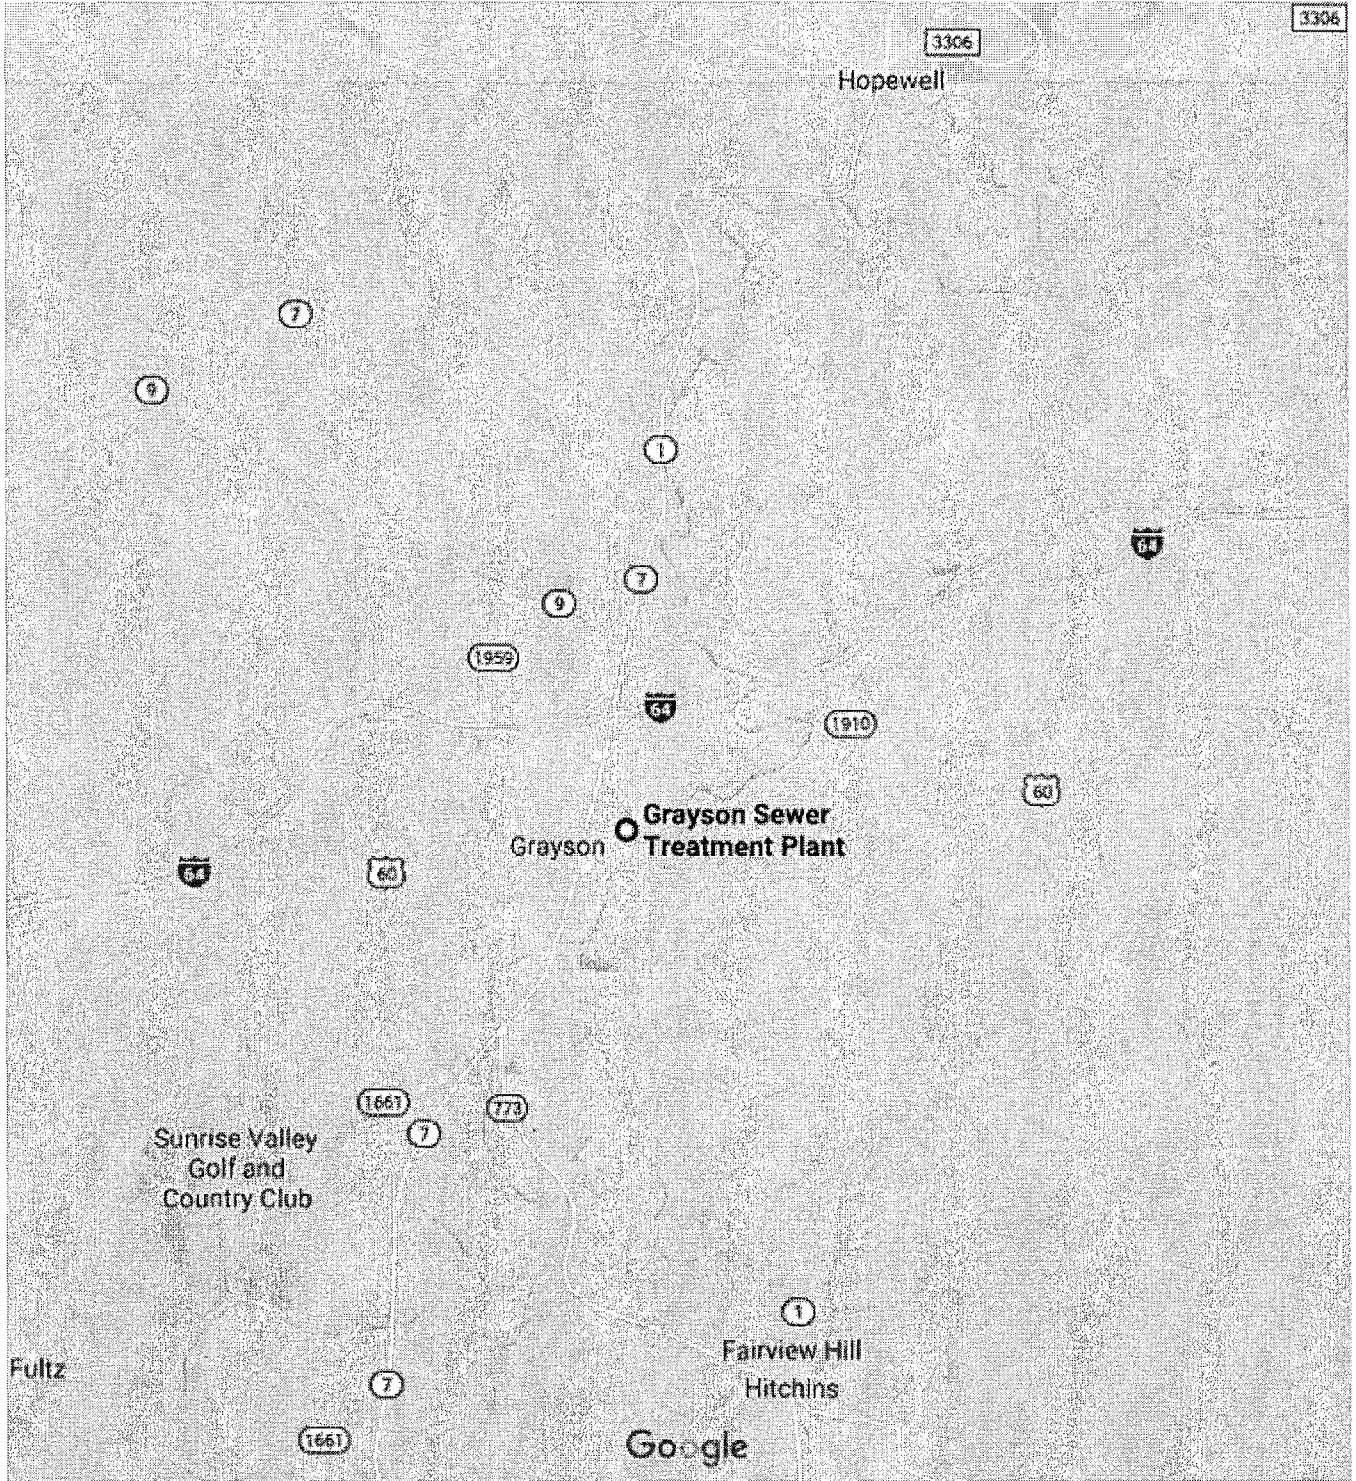 3306
3306
Hopewell
7
9
1
64
7
9
1959
64
1910
60
Grayson Sewer
Treatment Plant
Grayson
64
60
1661
773
7
Sunrise Valley
Golf and
Country Club
1
Fairview Hill
Fultz
7
Hitchins
1661
Google